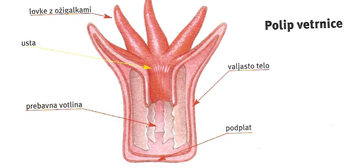 lovke z ožigalkami
Polip vetrnice
usta
valjasto telo
prebavna votlina
podplat